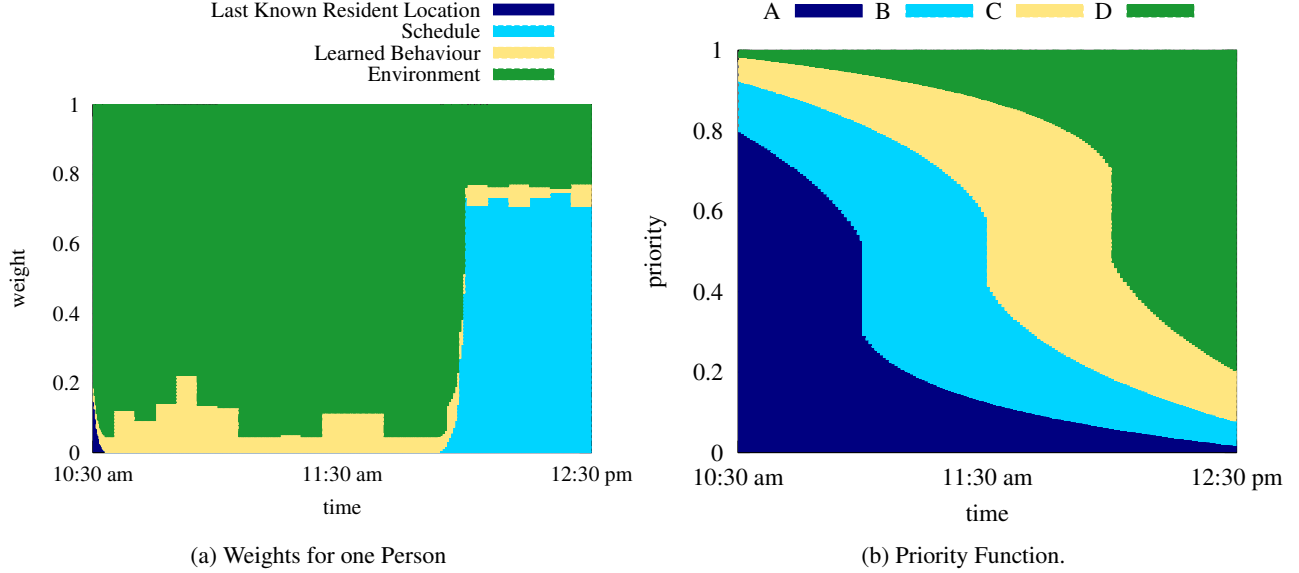 Last Known Resident Location
Schedule
Learned Behaviour
Environment
1
0.8
0.6
0.4
0.2
0
weight
10:30 am 11:30 am 12:30 pm
time
(a) Weights for one Person
A B C D
1
0.8
0.6
0.4
0.2
0
priority
10:30 am 11:30 am 12:30 pm
time
(b) Priority Function.